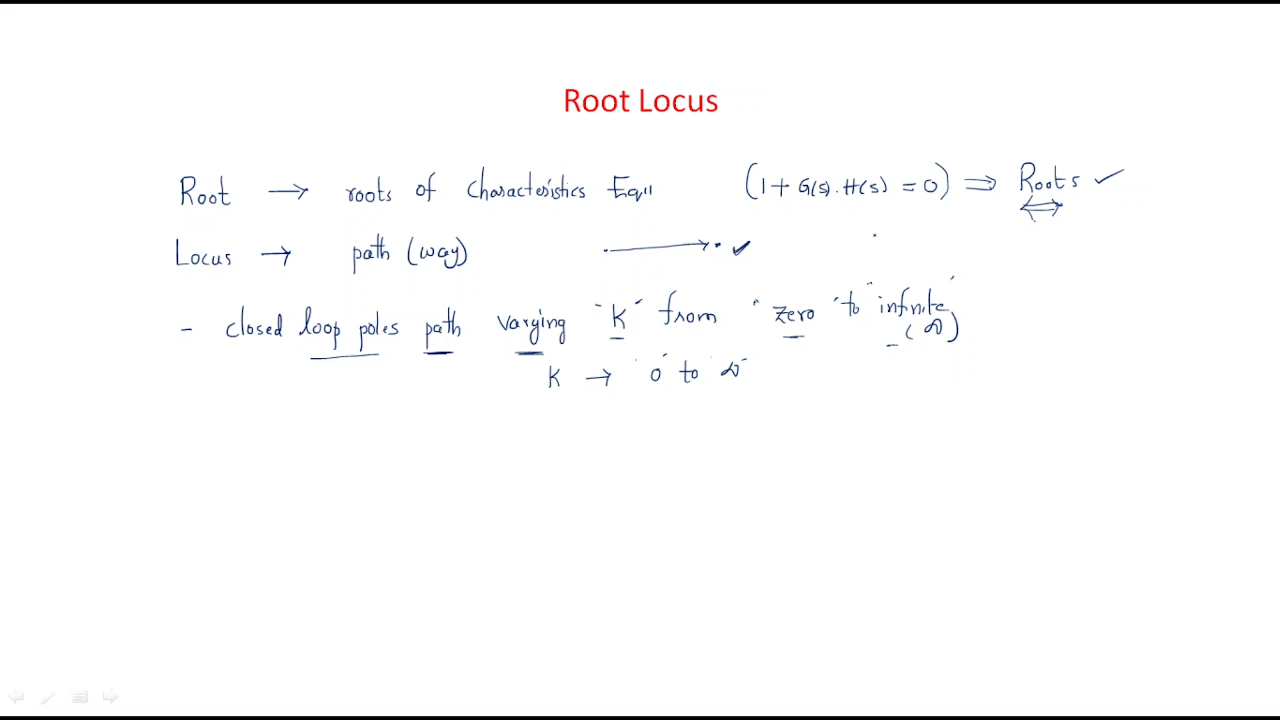 Root Locus
Root → roots of characteristics Eqn (1 + G(s).H(s) = 0) ⇒ Roots ✓
Locus → path (way) ✓
- closed loop poles path varying "K" from "zero" to "infinite" (∞)
K → "0" to "∞"